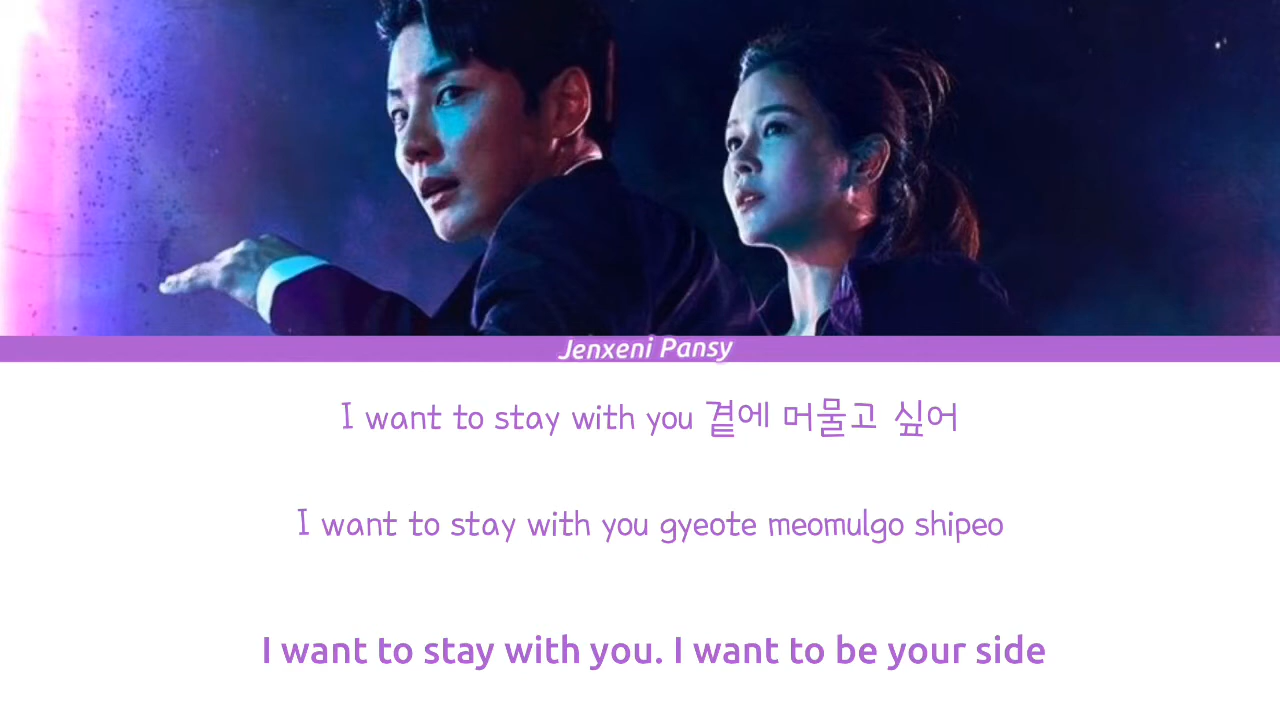 Jenxeni Pansy
I want to stay with you 곁에 머물고 싶어
I want to stay with you gyeote meomulgo shipeo
I want to stay with you. I want to be your side